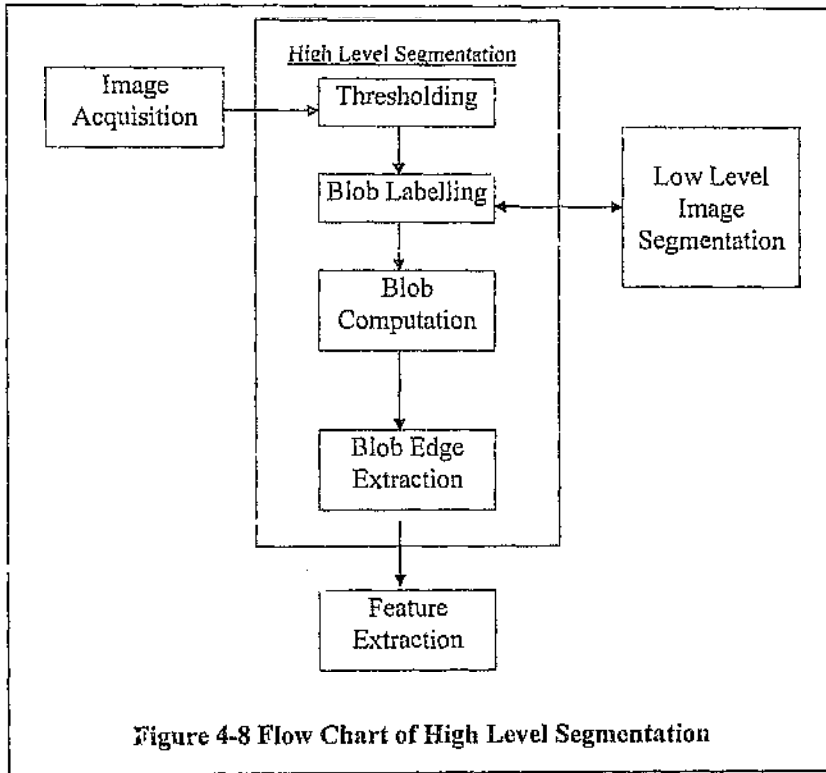 High Level Segmentation
Image
Acquisition
Thresholding
Blob Labelling
Low Level
Image
Segmentation
Blob
Computation
Blob Edge
Extraction
Feature
Extraction
Figure 4-8 Flow Chart of High Level Segmentation